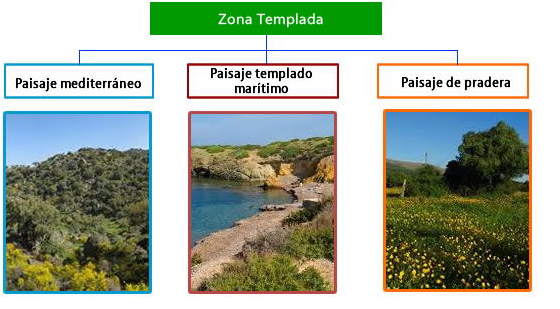 Zona Templada
Paisaje mediterráneo
Paisaje templado
marítimo
Paisaje de pradera